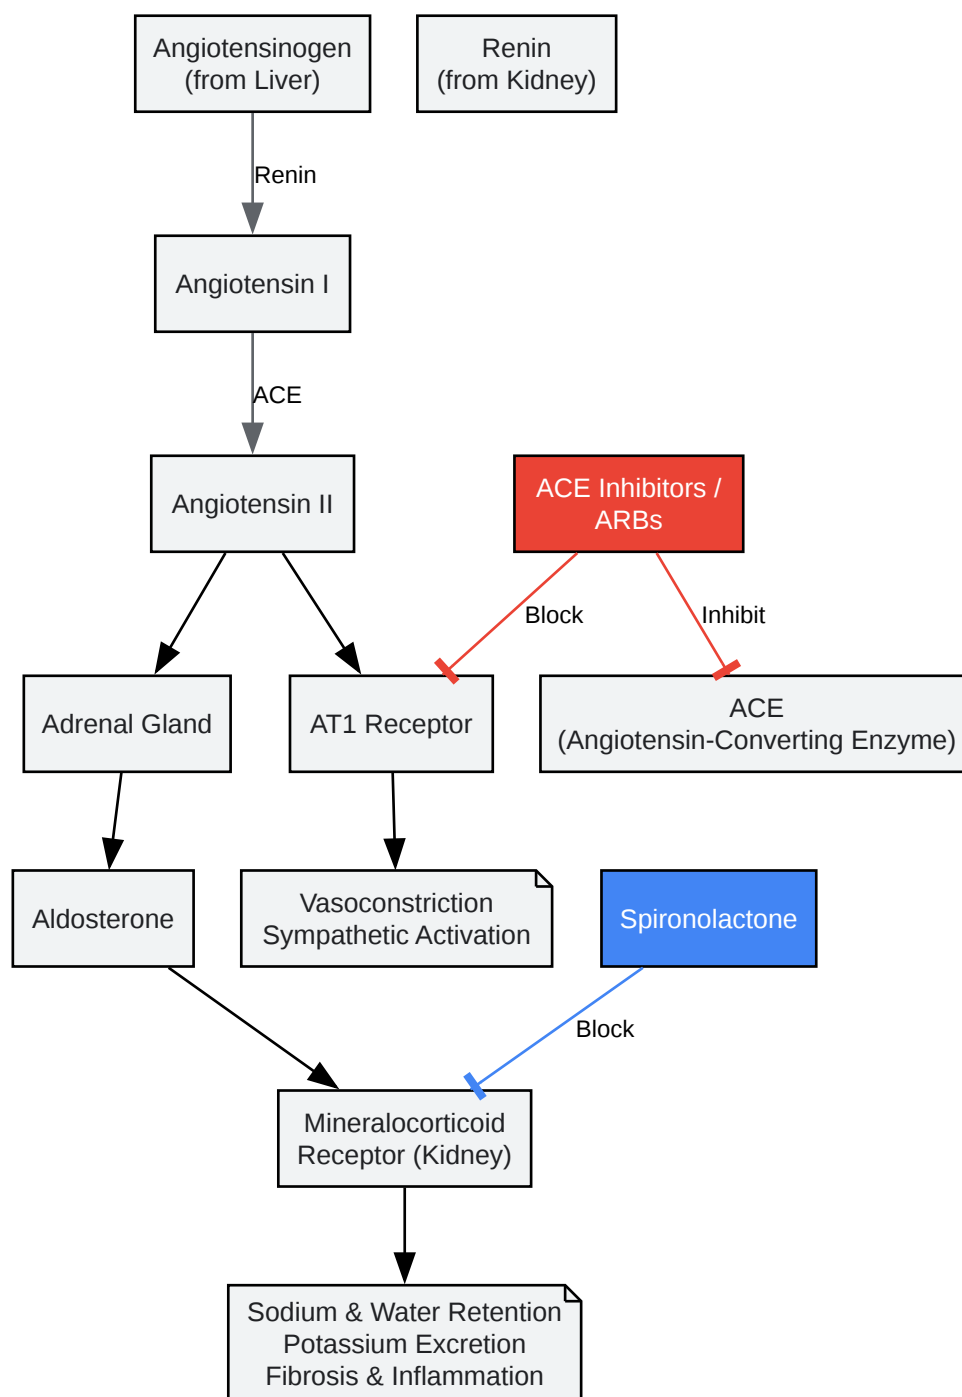 Angiotensinogen
(from Liver)
Renin
(from Kidney)
Renin
Angiotensin I
ACE
Angiotensin II
ACE Inhibitors /
ARBs
Block
Inhibit
Adrenal Gland
AT1 Receptor
ACE
(Angiotensin-Converting Enzyme)
Aldosterone
Vasoconstriction
Sympathetic Activation
Spironolactone
Block
Mineralocorticoid
Receptor (Kidney)
Sodium & Water Retention
Potassium Excretion
Fibrosis & Inflammation